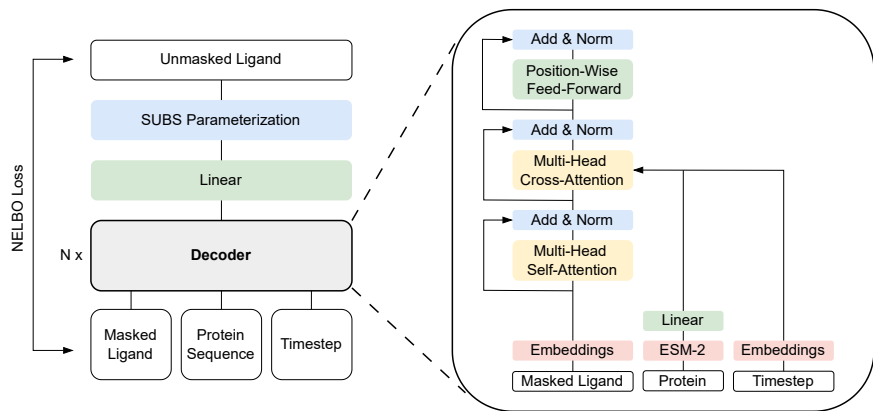 NELBO Loss
Unmasked Ligand
SUBS Parameterization
Linear
N x
Decoder
Masked
Ligand
Protein
Sequence
Timestep
Add & Norm
Position-Wise
Feed-Forward
Add & Norm
Multi-Head
Cross-Attention
Add & Norm
Multi-Head
Self-Attention
Linear
Embeddings
ESM-2
Embeddings
Masked Ligand
Protein
Timestep